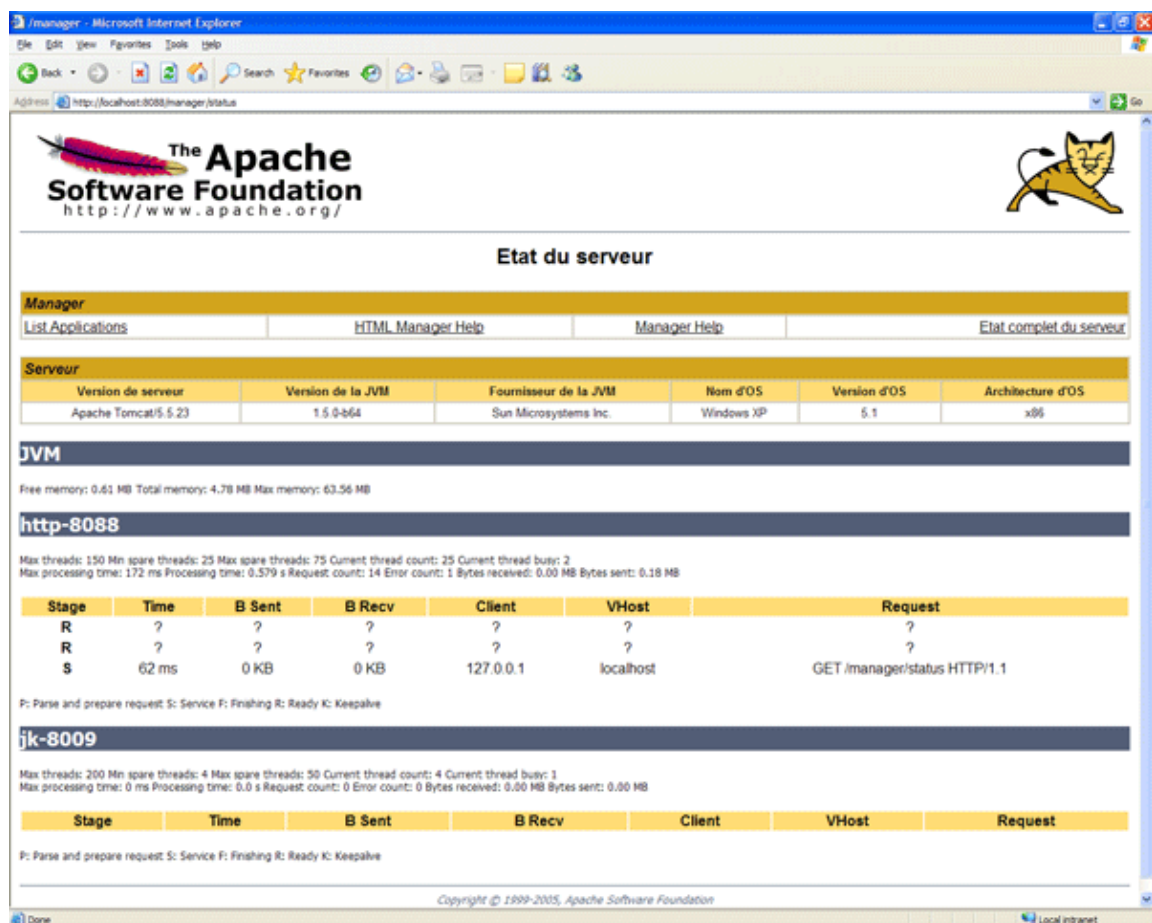 /manager - Microsoft Internet Explorer
File Edit View Favorites Tools Help
Back Search Favorites
Address http://localhost:8088/manager/status Go
The Apache
Software Foundation
http://www.apache.org/
Etat du serveur
Manager
List Applications HTML Manager Help Manager Help Etat complet du serveur
Serveur
Version de serveur Version de la JVM Fournisseur de la JVM Nom d'OS Version d'OS Architecture d'OS
Apache Tomcat/5.5.23 1.5.0-b64 Sun Microsystems Inc. Windows XP 5.1 x86
JVM
Free memory: 0.61 MB Total memory: 4.78 MB Max memory: 63.56 MB
http-8088
Max threads: 150 Min spare threads: 25 Max spare threads: 75 Current thread count: 25 Current thread busy: 2
Max processing time: 172 ms Processing time: 0.579 s Request count: 14 Error count: 1 Bytes received: 0.00 MB Bytes sent: 0.18 MB
Stage Time B Sent B Recv Client VHost Request
R ? ? ? ? ? ?
R ? ? ? ? ? ?
S 62 ms 0 KB 0 KB 127.0.0.1 localhost GET /manager/status HTTP/1.1
P: Parse and prepare request S: Service F: Finishing R: Ready K: Keepalive
jk-8009
Max threads: 200 Min spare threads: 4 Max spare threads: 50 Current thread count: 4 Current thread busy: 1
Max processing time: 0 ms Processing time: 0.0 s Request count: 0 Error count: 0 Bytes received: 0.00 MB Bytes sent: 0.00 MB
Stage Time B Sent B Recv Client VHost Request
P: Parse and prepare request S: Service F: Finishing R: Ready K: Keepalive
Copyright © 1999-2005, Apache Software Foundation
Done Local intranet